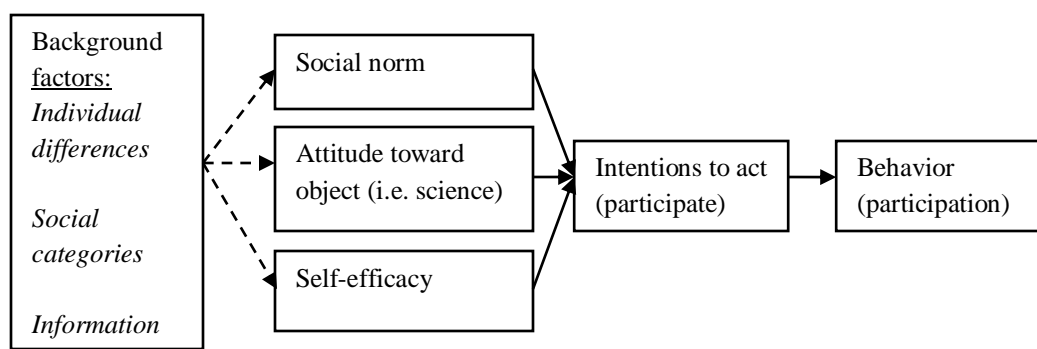 Background
factors:
Individual
differences
Social
categories
Information
Social norm
Attitude toward
object (i.e. science)
Self-efficacy
Intentions to act
(participate)
Behavior
(participation)